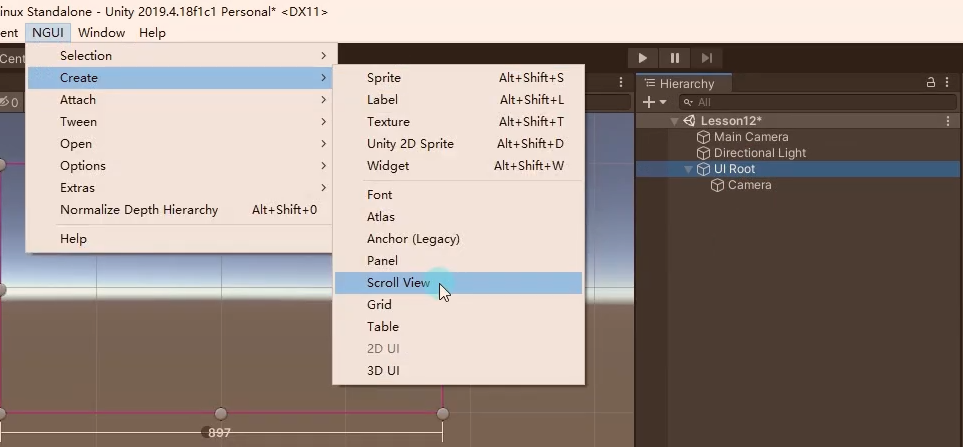 inux Standalone - Unity 2019.4.18f1c1 Personal* <DX11>
ent NGUI Window Help
Cent
Selection
Create
Attach
Tween
Open
Options
Extras
Normalize Depth Hierarchy Alt+Shift+0
Help
Sprite Alt+Shift+S
Label Alt+Shift+L
Texture Alt+Shift+T
Unity 2D Sprite Alt+Shift+D
Widget Alt+Shift+W
Font
Atlas
Anchor (Legacy)
Panel
Scroll View
Grid
Table
2D UI
3D UI
0
897
Hierarchy
All
Lesson12*
Main Camera
Directional Light
UI Root
Camera